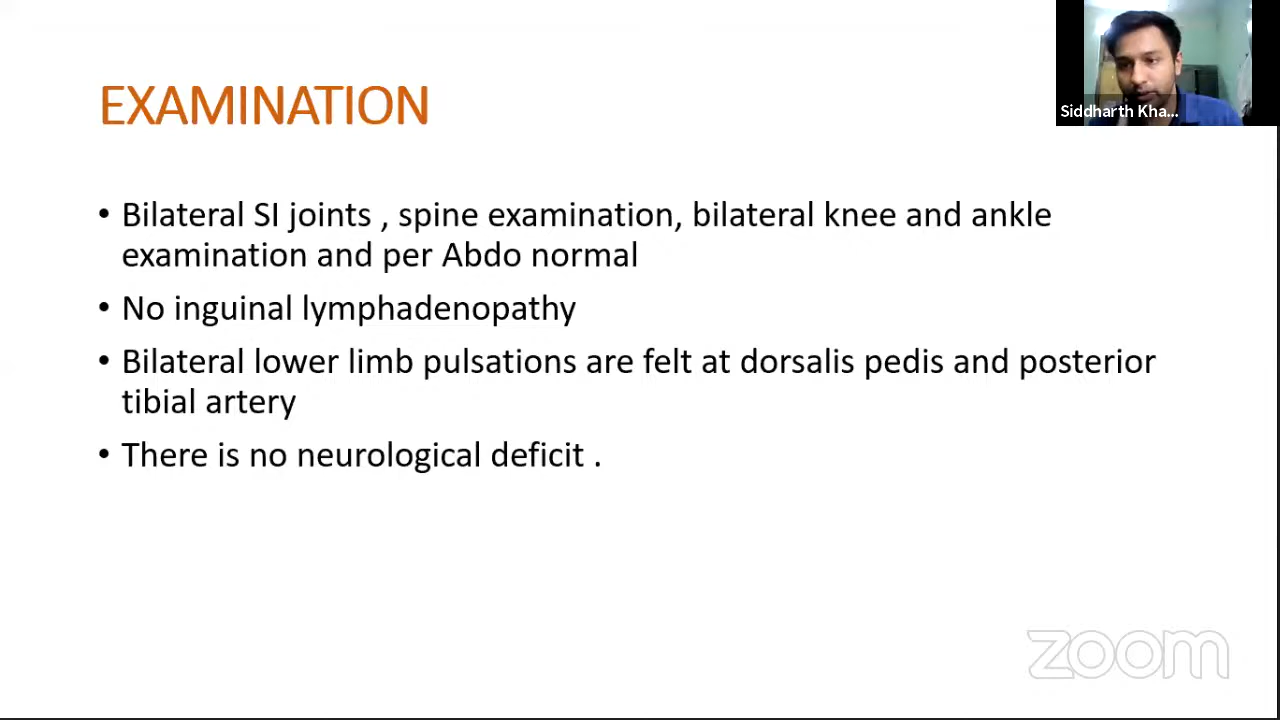 EXAMINATION
Siddharth Kha...
• Bilateral SI joints , spine examination, bilateral knee and ankle
examination and per Abdo normal
• No inguinal lymphadenopathy
• Bilateral lower limb pulsations are felt at dorsalis pedis and posterior
tibial artery
• There is no neurological deficit .
zoom